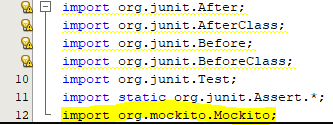 import org.junit.After;
import org.junit.AfterClass;
import org.junit.Before;
import org.junit.BeforeClass;
10 import org.junit.Test;
11 import static org.junit.Assert.*;
12 import org.mockito.Mockito;